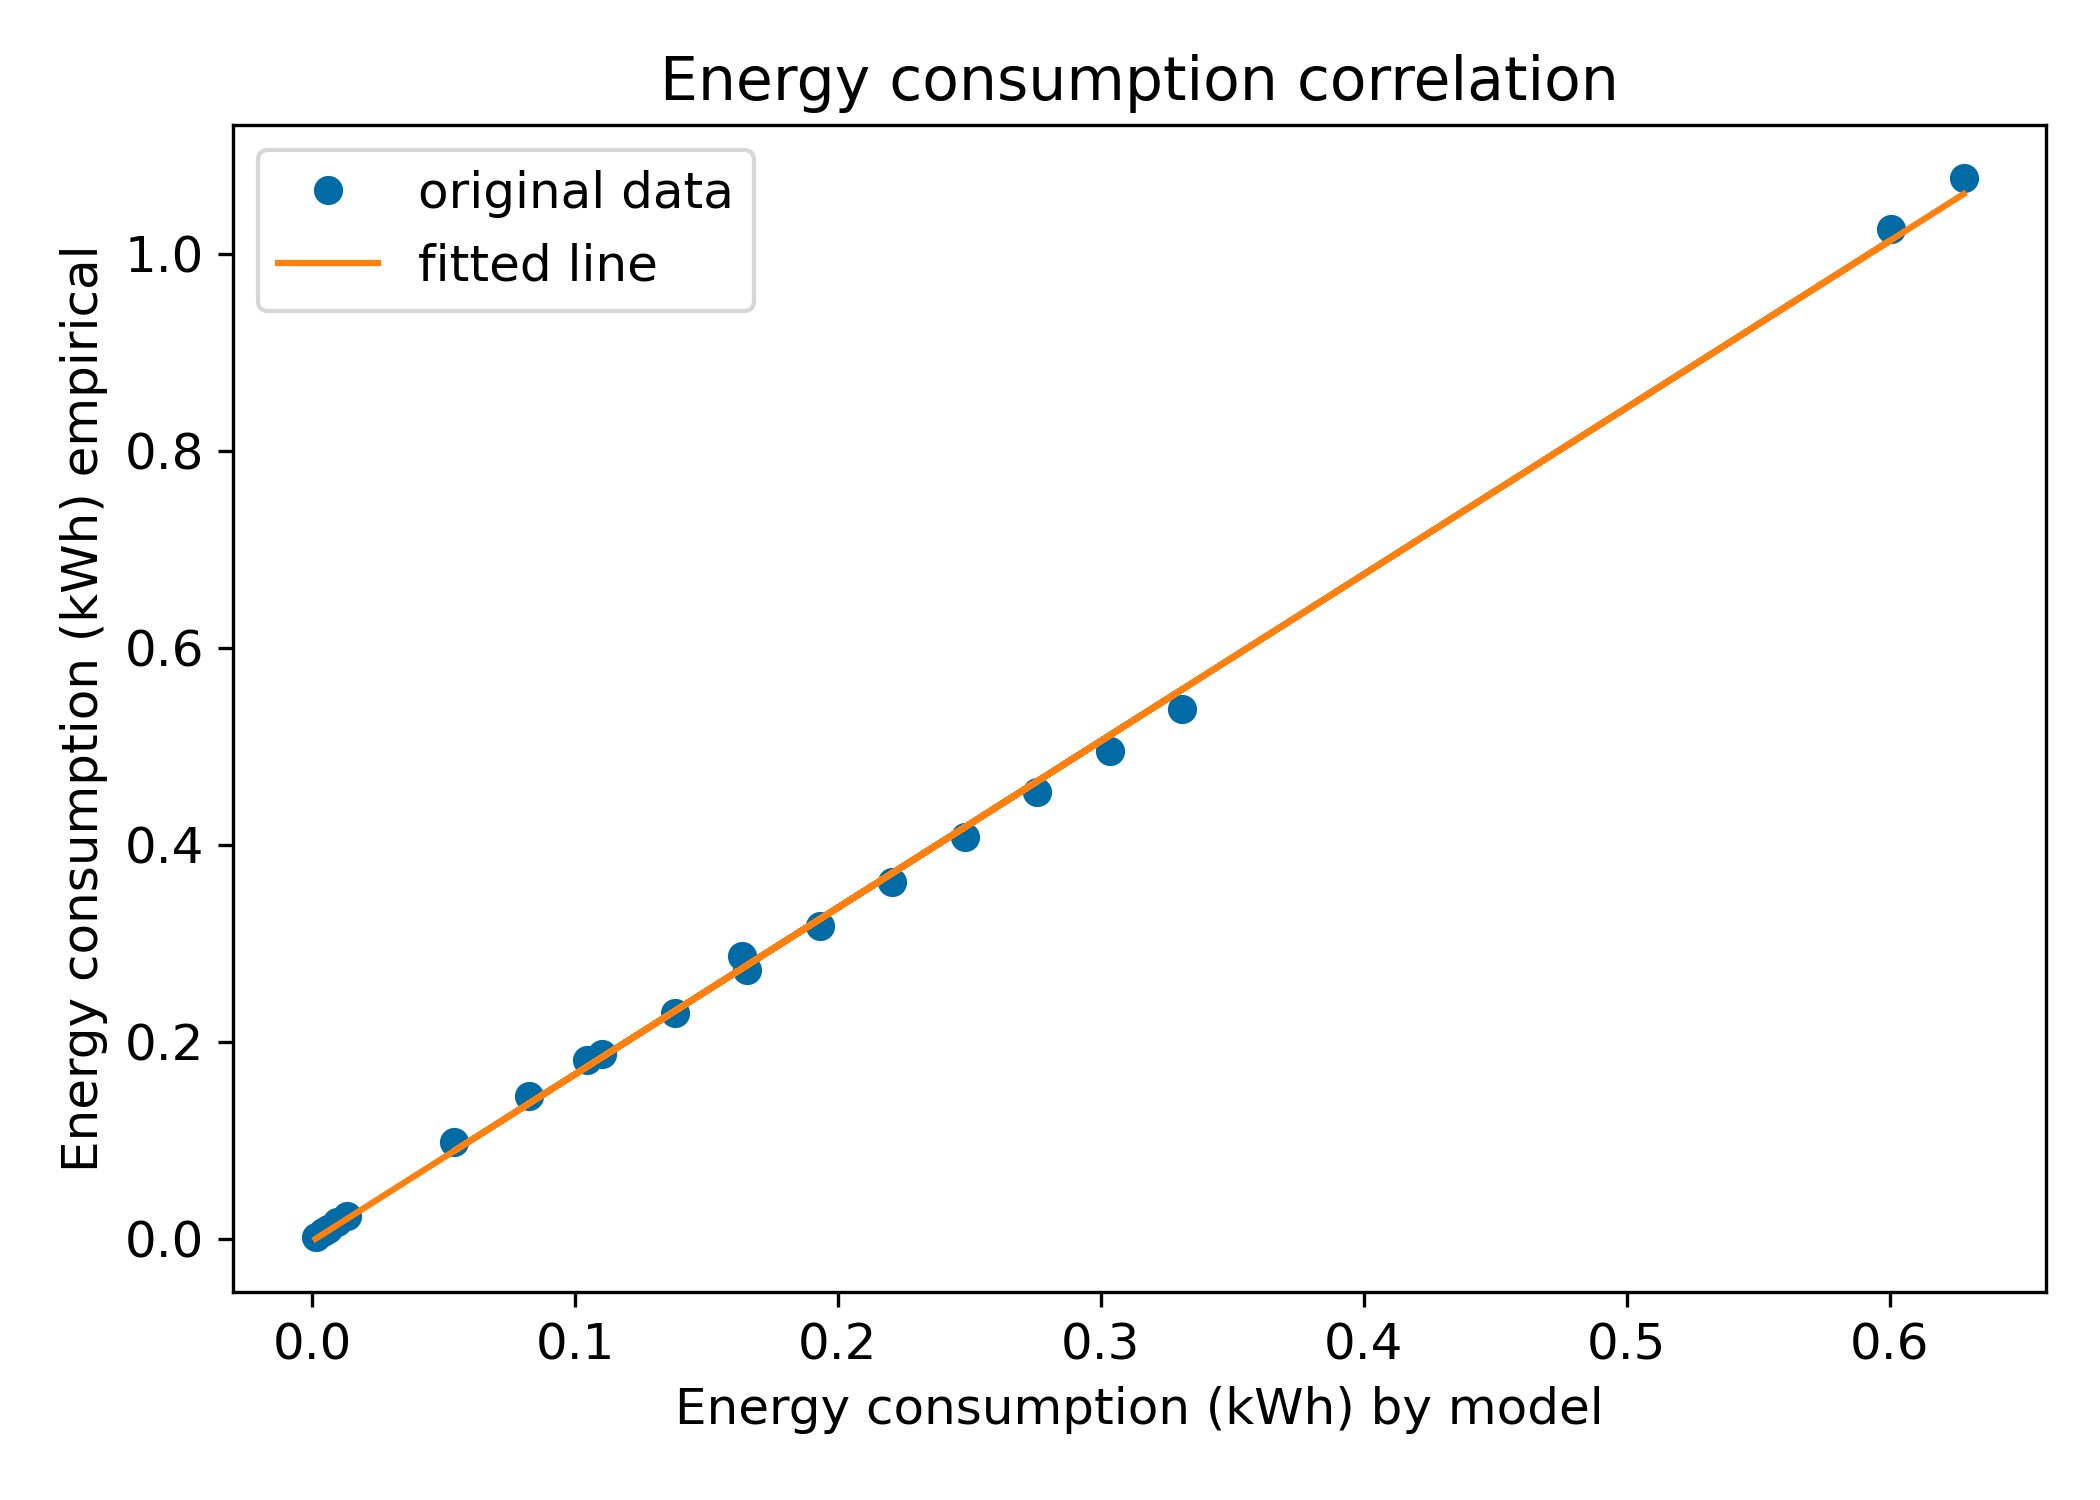 Energy consumption correlation
original data
fitted line
Energy consumption (kWh) empirical
1.0
0.8
0.6
0.4
0.2
0.0
0.0 0.1 0.2 0.3 0.4 0.5 0.6
Energy consumption (kWh) by model